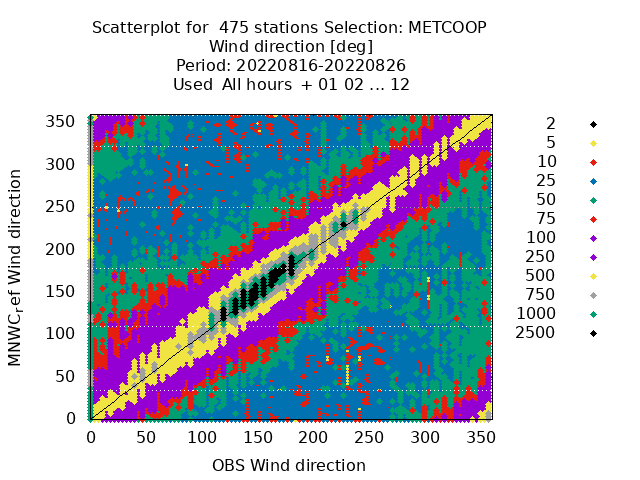 Scatterplot for  475 stations Selection: METCOOP
Wind direction [deg]
Period: 20220816-20220826
Used  All hours  + 01 02 ... 12
MNWC_ref Wind direction
350
300
250
200
150
100
50
0
0 50 100 150 200 250 300 350
OBS Wind direction
2
5
10
25
50
75
100
250
500
750
1000
2500